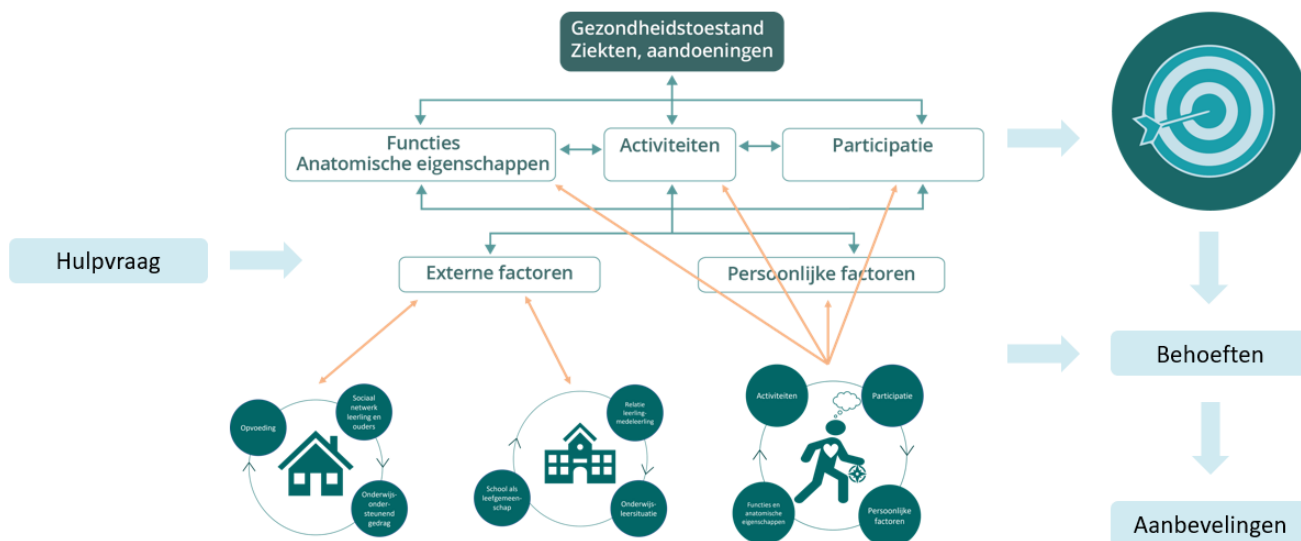 Gezondheidstoestand
Ziekten, aandoeningen
Functies
Anatomische eigenschappen
Activiteiten
Participatie
Hulpvraag
Externe factoren
Persoonlijke factoren
Behoeften
Opvoeding
Sociaal
netwerk
leerling en
ouders
Onderwijs-
onder-
steunend
gedrag
Relatie
leerling-
medeleerling
School als
leefgemeen-
schap
Onderwijs-
leersituatie
Activiteiten
Participatie
Functies en
anatomische
eigenschappen
Persoonlijke
factoren
Aanbevelingen